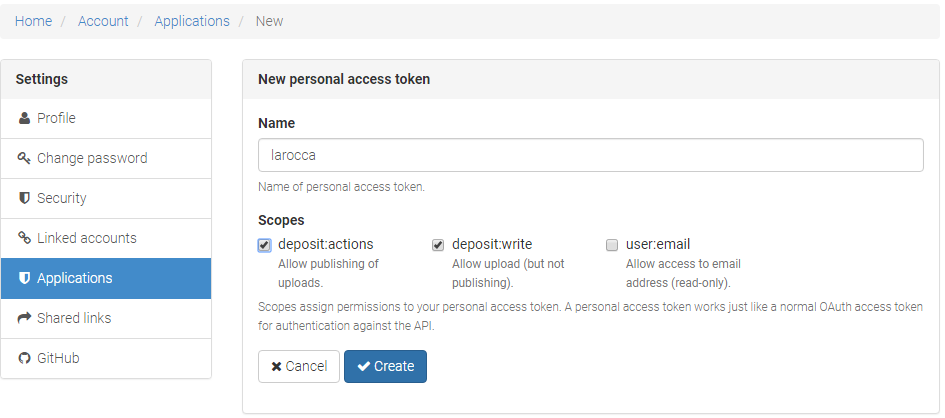 Home / Account / Applications / New
Settings
Profile
Change password
Security
Linked accounts
Applications
Shared links
GitHub
New personal access token
Name
larocca
Name of personal access token.
Scopes
deposit:actions
Allow publishing of
uploads.
deposit:write
Allow upload (but not
publishing).
user:email
Allow access to email
address (read-only).
Scopes assign permissions to your personal access token. A personal access token works just like a normal OAuth access token
for authentication against the API.
Cancel
Create